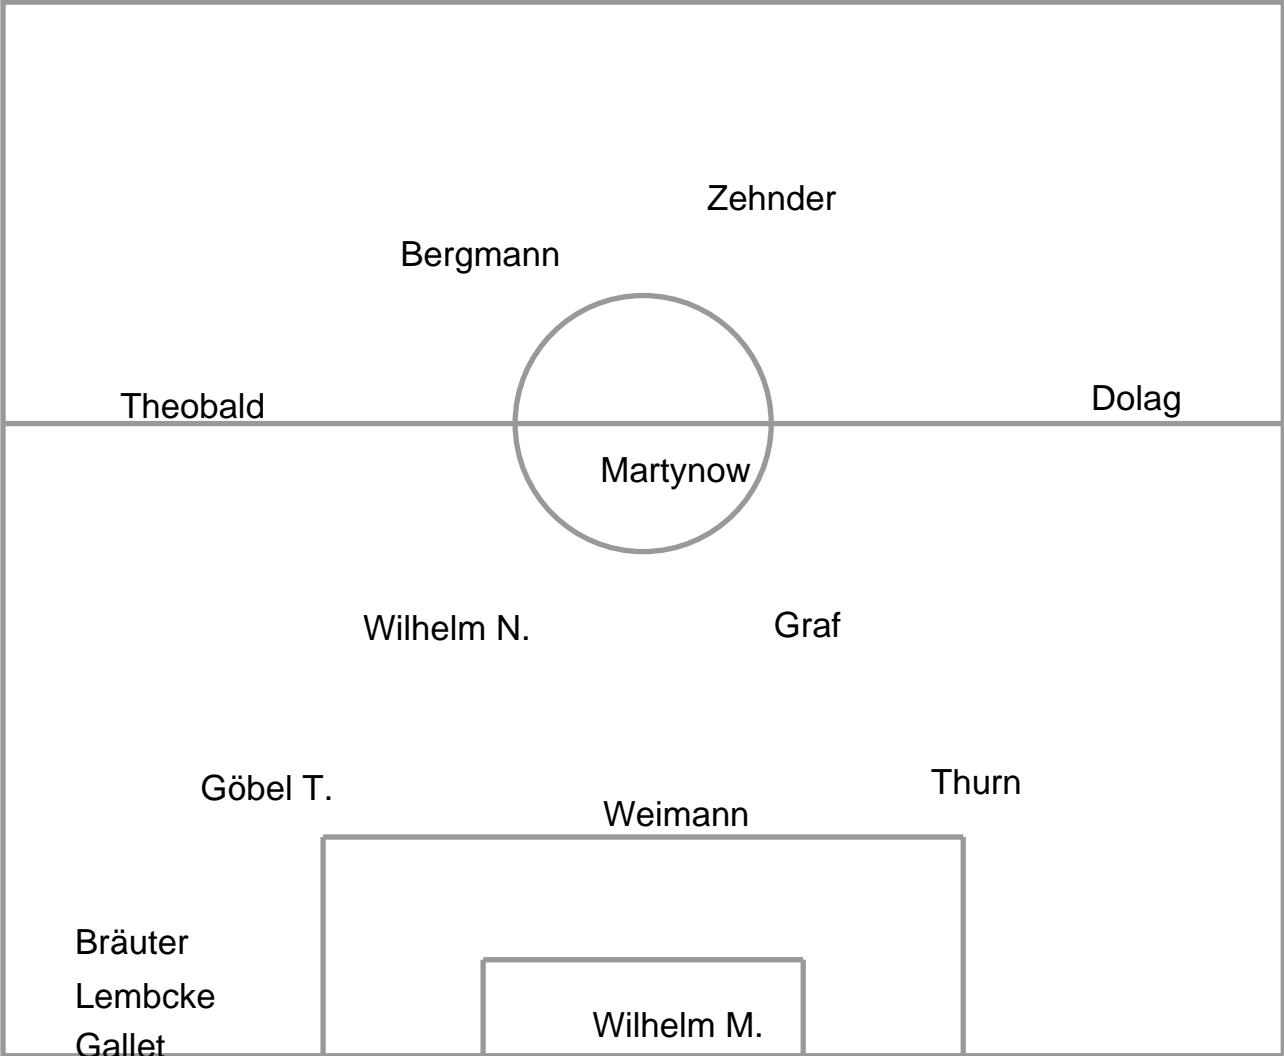 Zehnder
Bergmann
Theobald
Dolag
Martynow
Wilhelm N.
Graf
Göbel T.
Thurn
Weimann
Bräuter
Lembcke
Gallet
Wilhelm M.